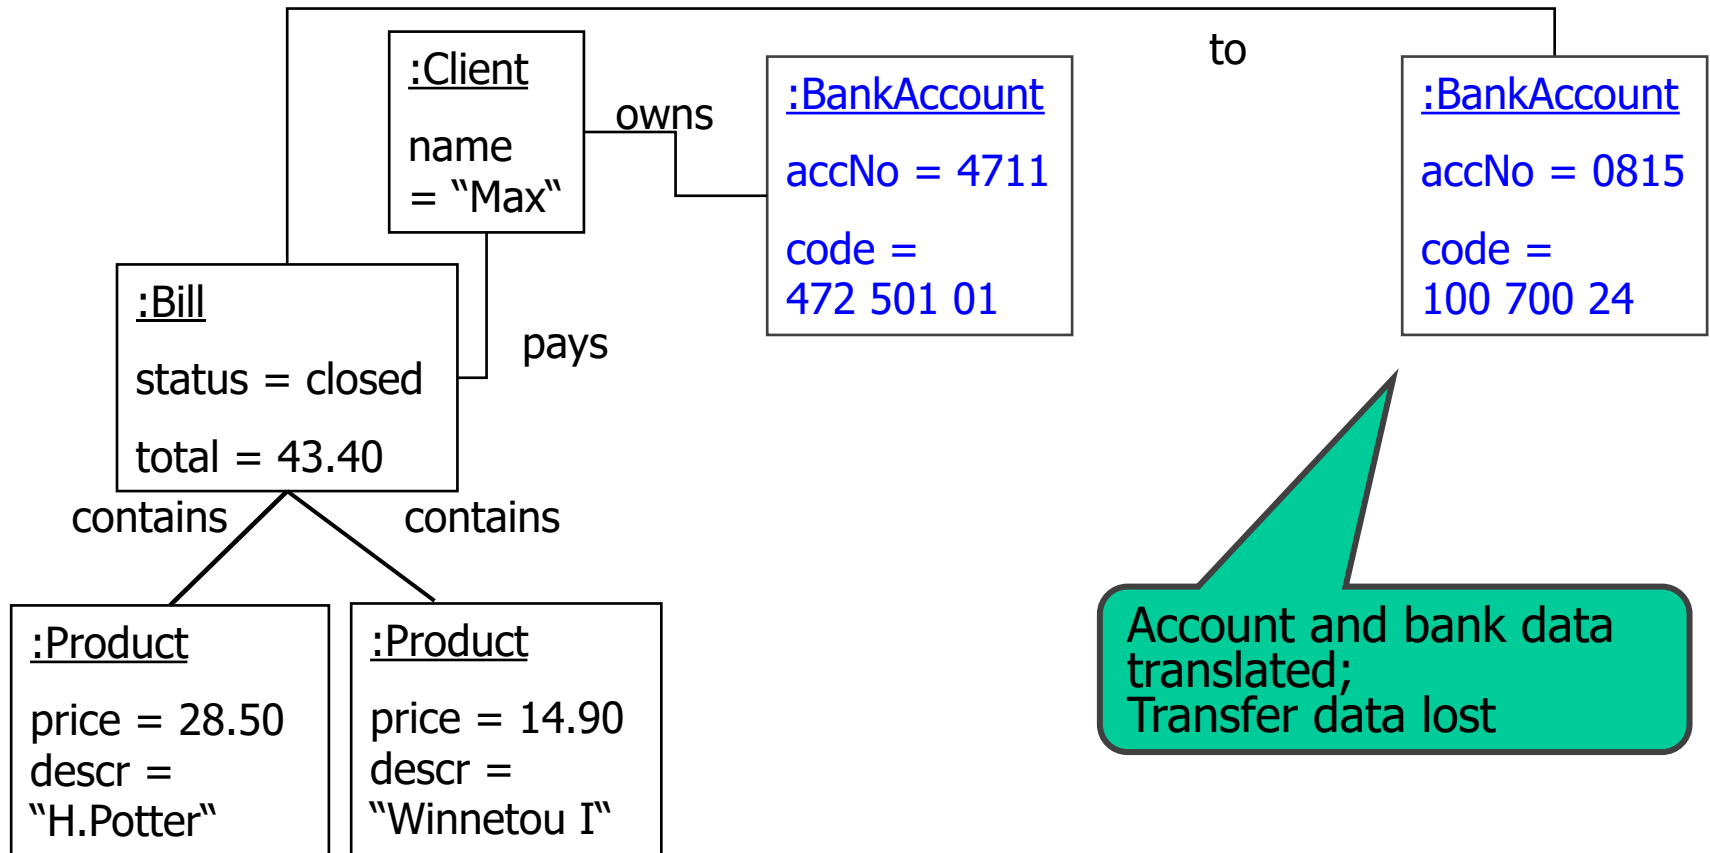 to
:Client
name
= “Max“
owns
:BankAccount
accNo = 4711
code =
472 501 01
:BankAccount
accNo = 0815
code =
100 700 24
:Bill
status = closed
total = 43.40
pays
contains
contains
:Product
price = 28.50
descr =
“H.Potter“
:Product
price = 14.90
descr =
“Winnetou I“
Account and bank data
translated;
Transfer data lost